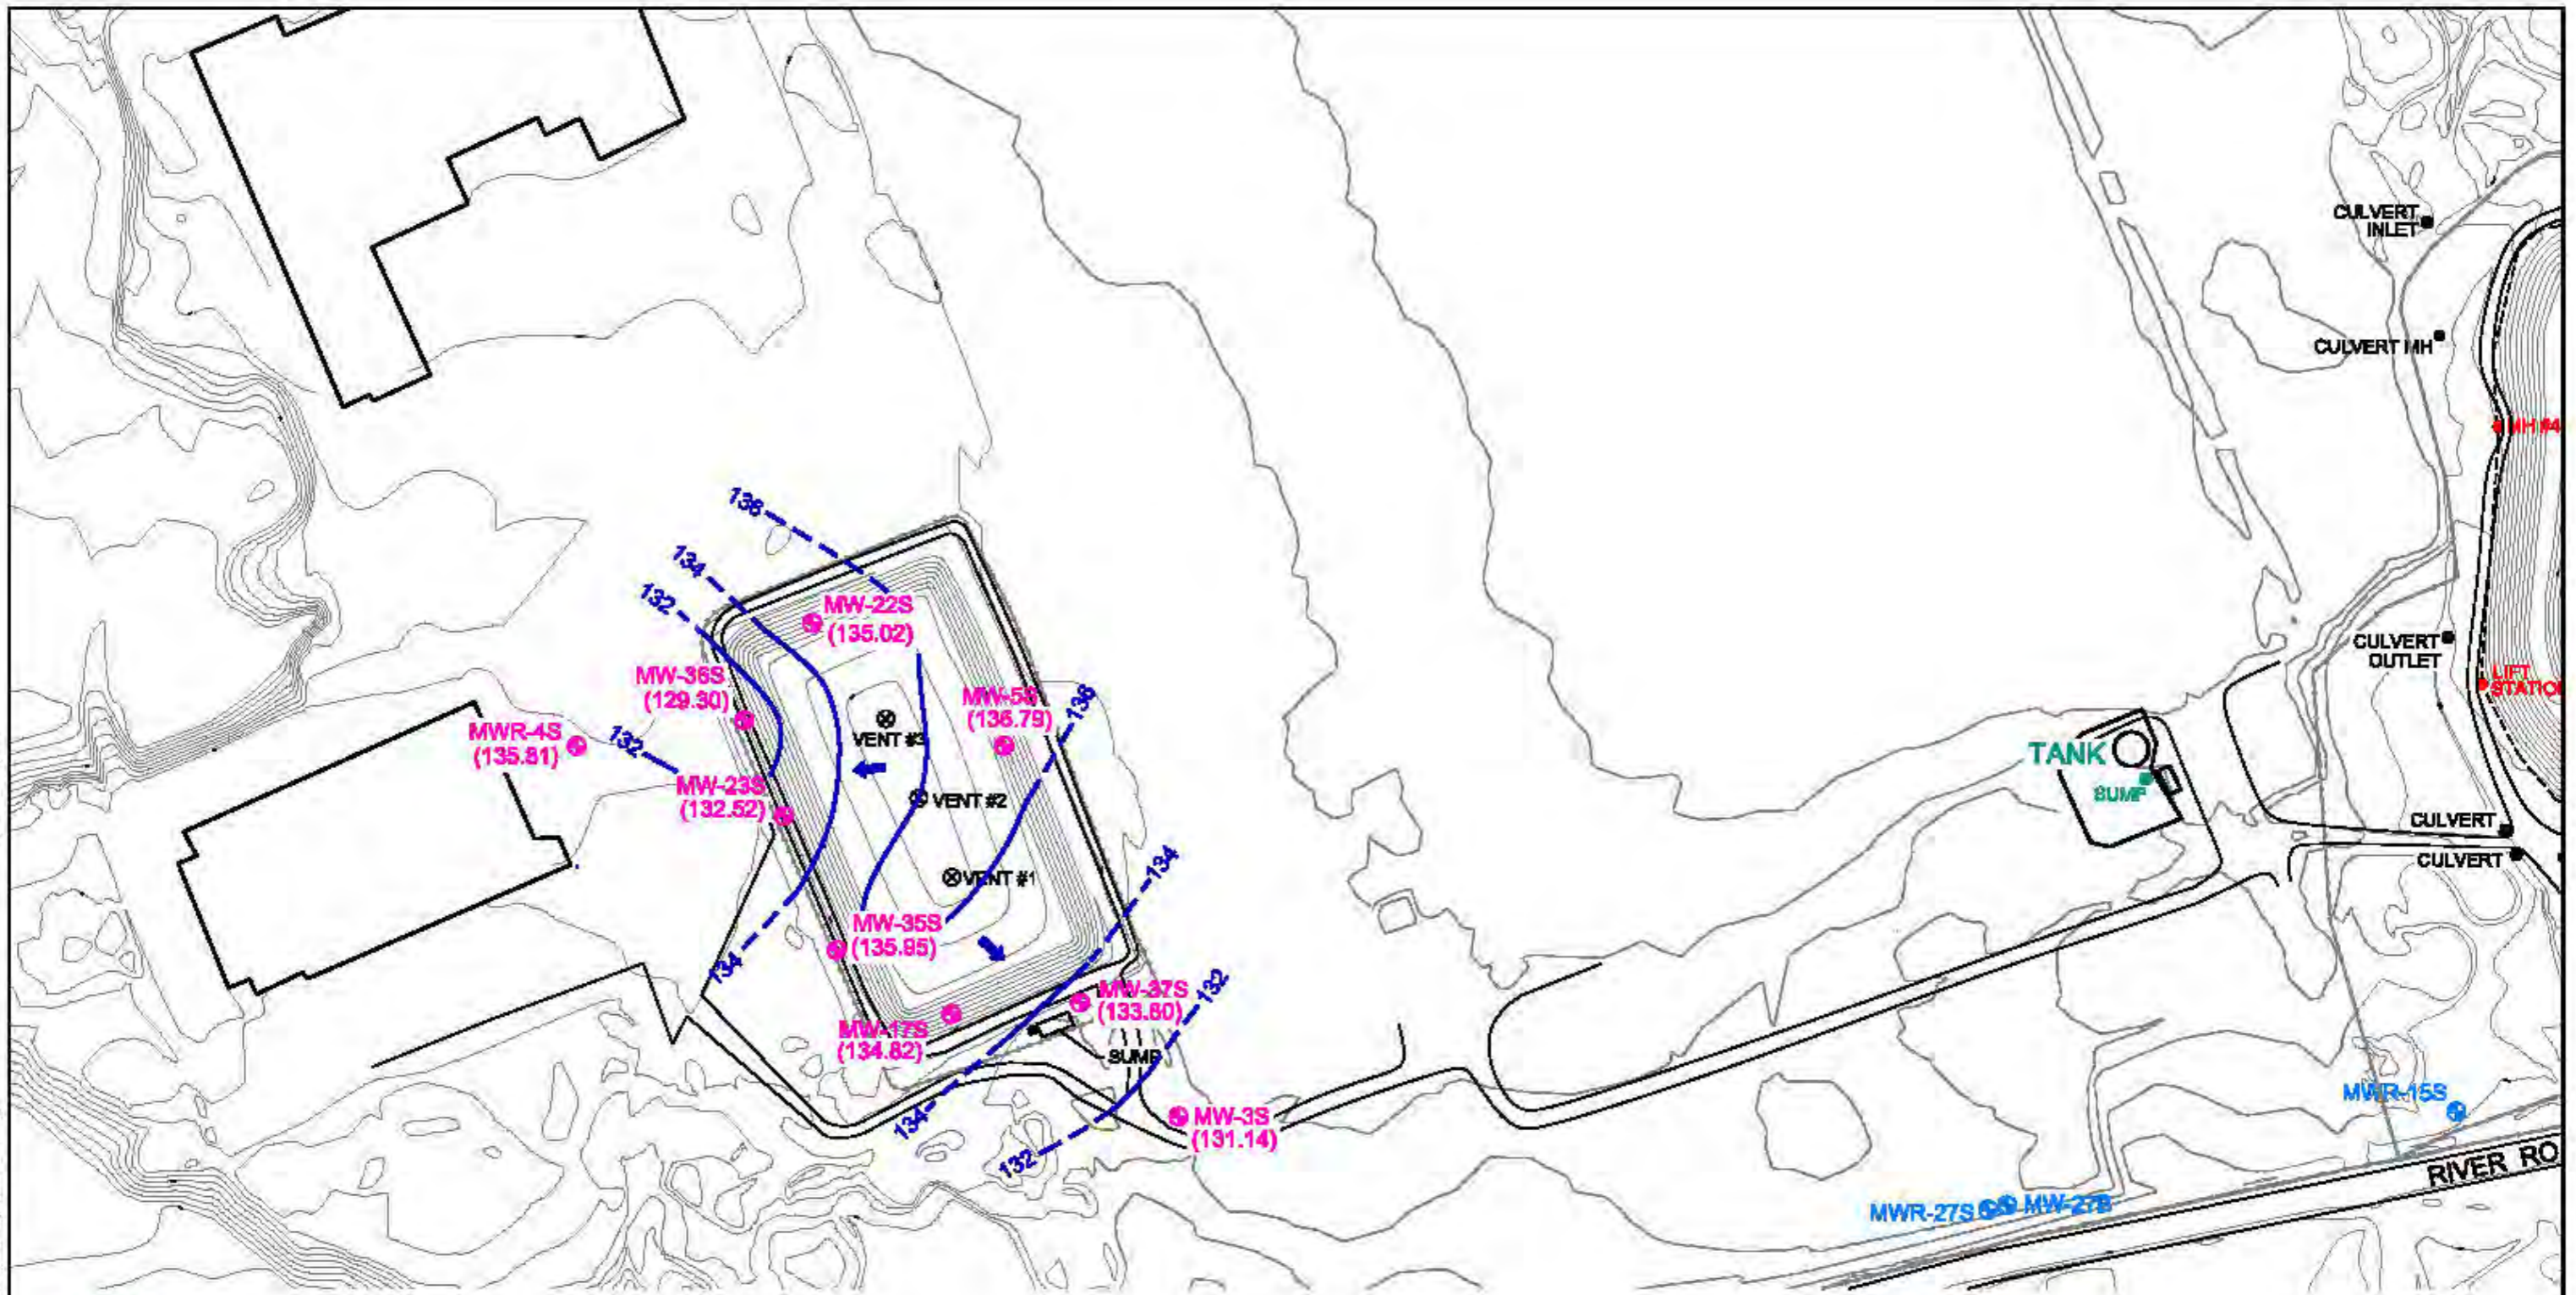 CULVERT
INLET
CULVERT MH
MH #4
136
134
132
MW-22S
(135.02)
MW-36S
(129.30)
MW-5S
(136.79)
136
CULVERT
OUTLET
LIFT
STATIO
MWR-4S
(135.81)
132
VENT #3
TANK
SUMP
MW-23S
(132.52)
VENT #2
CULVERT
CULVERT
134
VENT #1
MW-35S
(135.95)
134
MW-37S
(133.80)
132
MW-17S
(134.82)
SUMP
134
MW-3S
(131.14)
132
MWR-15S
RIVER RO
MWR-27S
MW-27B